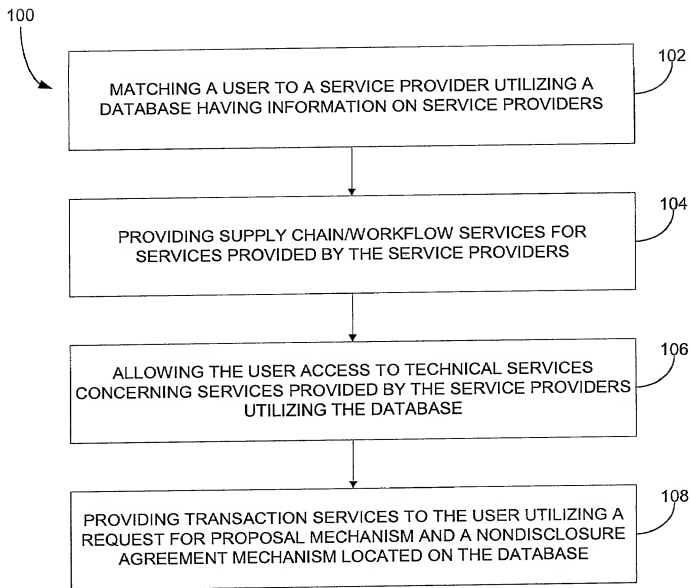 100
102
MATCHING A USER TO A SERVICE PROVIDER UTILIZING A
DATABASE HAVING INFORMATION ON SERVICE PROVIDERS
104
PROVIDING SUPPLY CHAIN/WORKFLOW SERVICES FOR
SERVICES PROVIDED BY THE SERVICE PROVIDERS
106
ALLOWING THE USER ACCESS TO TECHNICAL SERVICES
CONCERNING SERVICES PROVIDED BY THE SERVICE PROVIDERS
UTILIZING THE DATABASE
108
PROVIDING TRANSACTION SERVICES TO THE USER UTILIZING A
REQUEST FOR PROPOSAL MECHANISM AND A NONDISCLOSURE
AGREEMENT MECHANISM LOCATED ON THE DATABASE